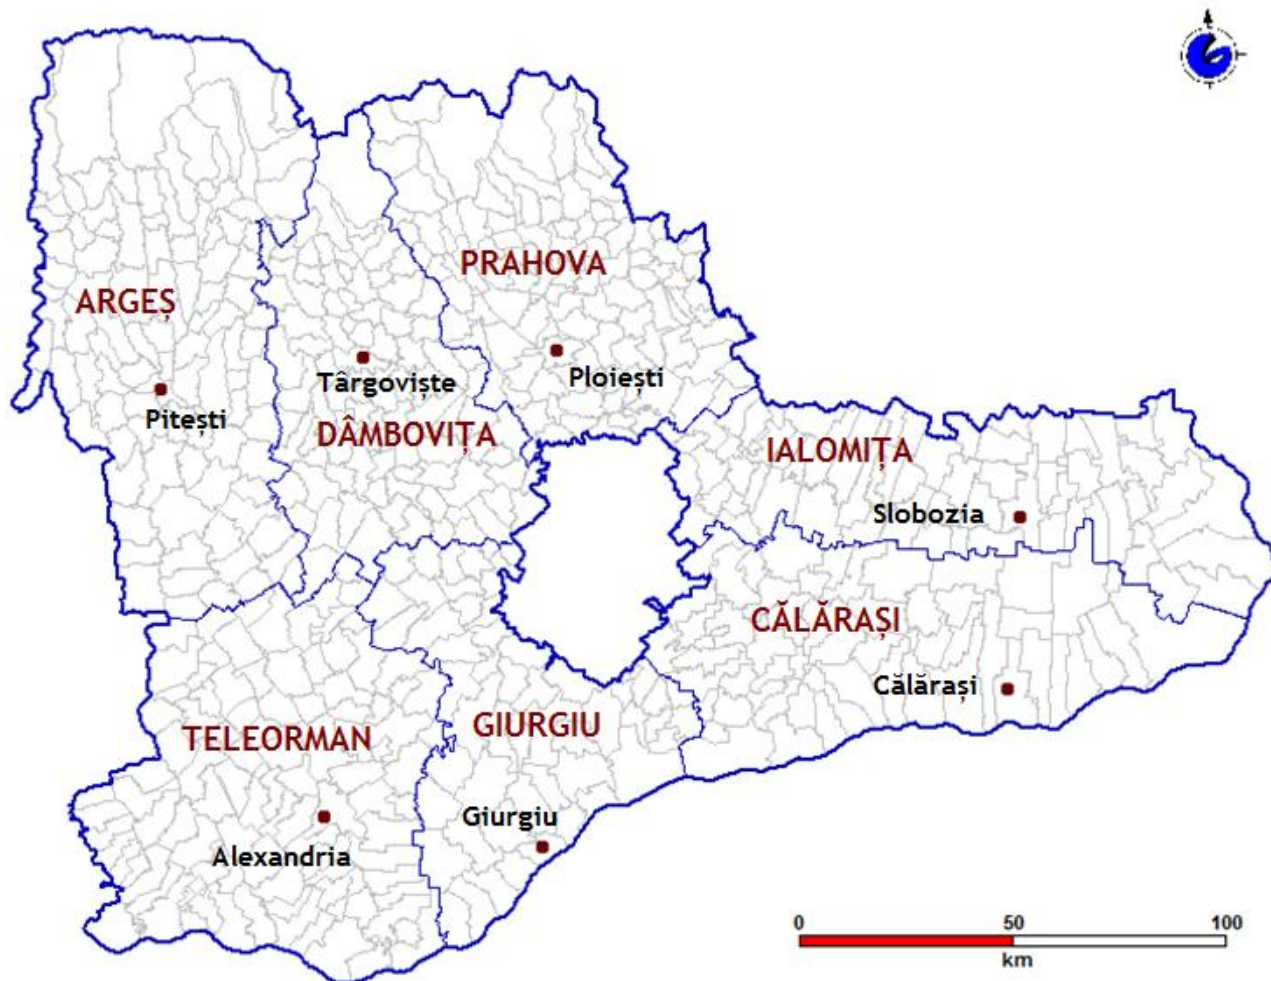 PRAHOVA
ARGEȘ
Ploiești
Târgoviște
Pitești
DÂMBOVIȚA
IALOMIȚA
Slobozia
CĂLĂRAȘI
Călărași
GIURGIU
TELEORMAN
Giurgiu
Alexandria
0 50 100
km